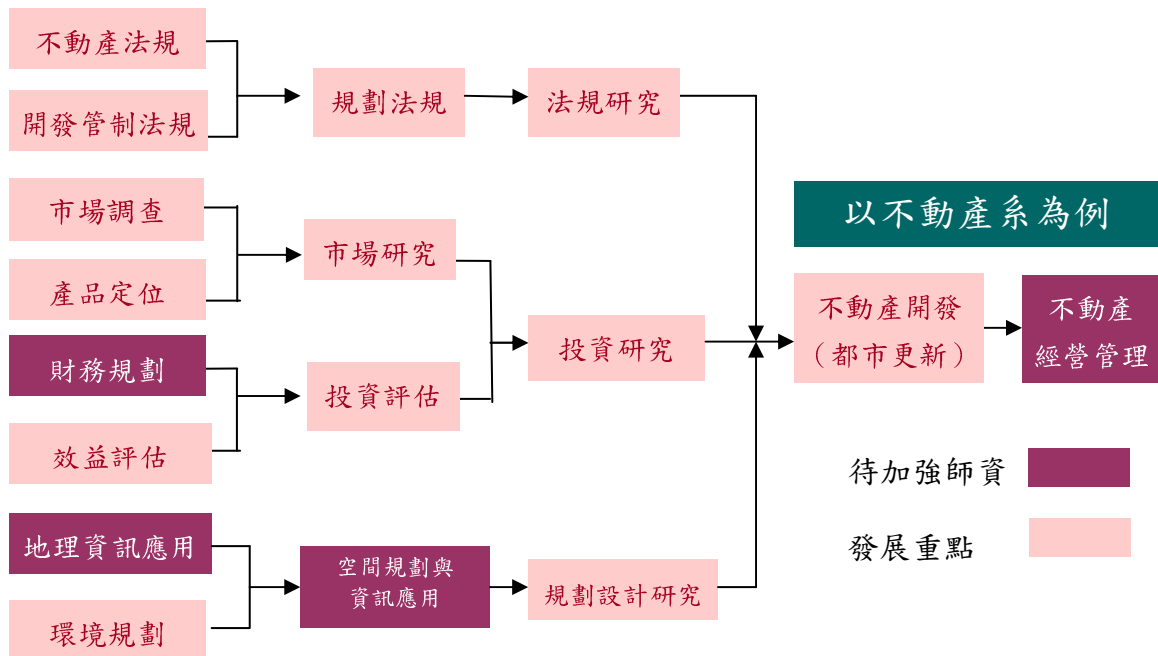 不動產法規
開發管制法規
規劃法規
法規研究
市場調查
產品定位
市場研究
財務規劃
效益評估
投資評估
投資研究
地理資訊應用
環境規劃
空間規劃與
資訊應用
規劃設計研究
以不動產系為例
不動產開發
(都市更新)
不動產
經營管理
待加強師資
發展重點